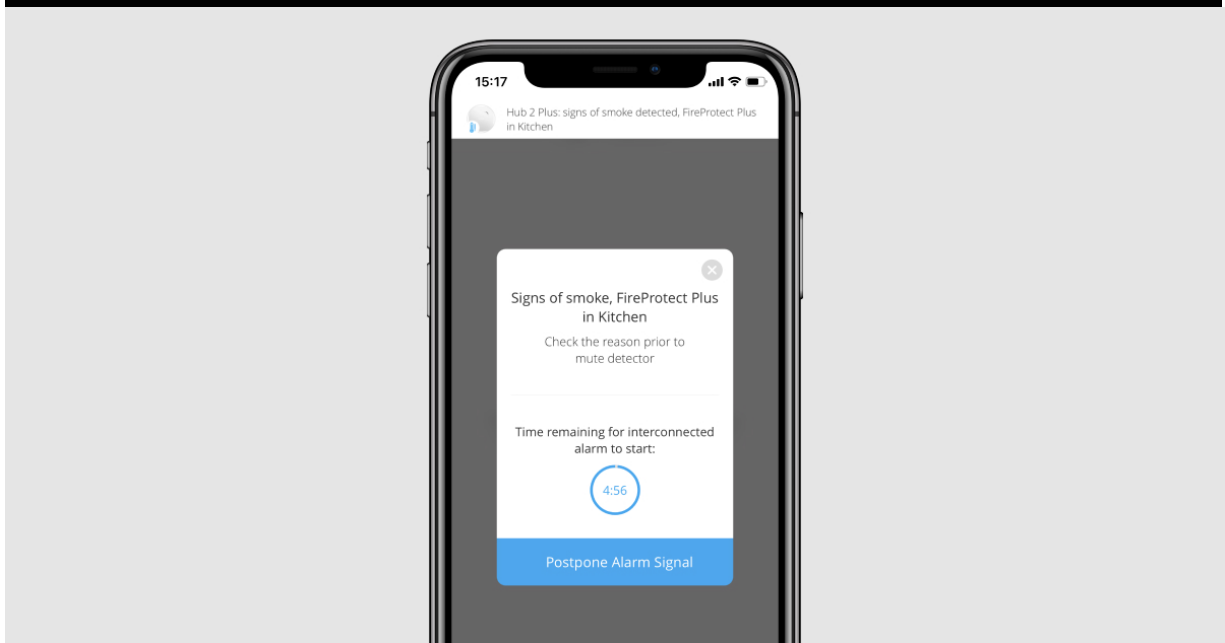 15:17
Hub 2 Plus: signs of smoke detected, FireProtect Plus
in Kitchen
Signs of smoke, FireProtect Plus
in Kitchen
Check the reason prior to
mute detector
Time remaining for interconnected
alarm to start:
4:56
Postpone Alarm Signal